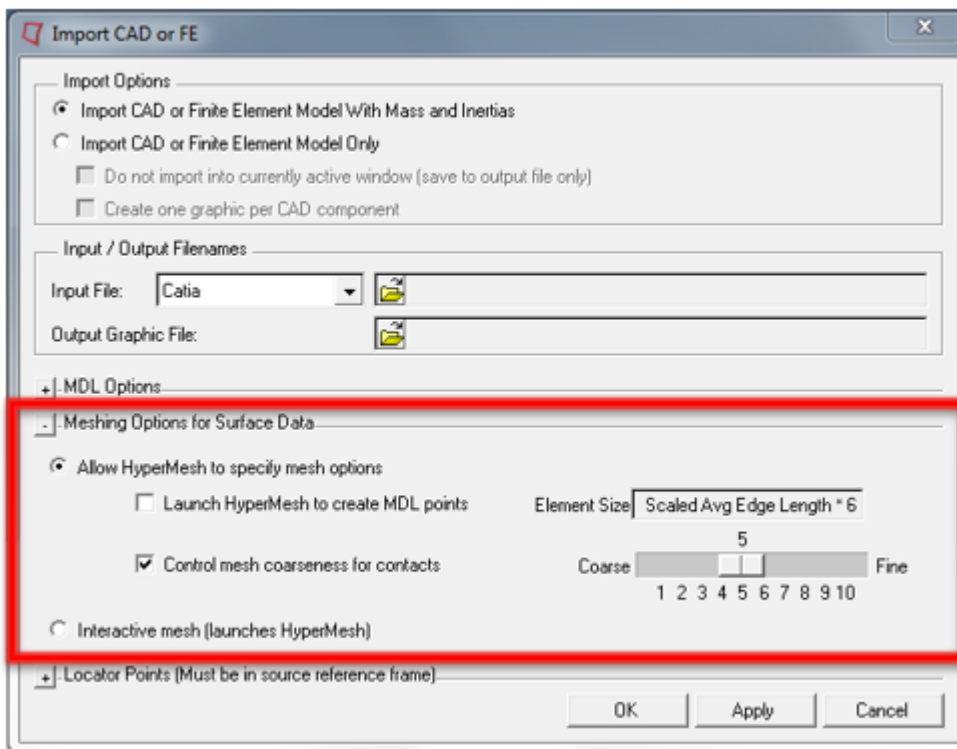 Import CAD or FE
Import Options
Import CAD or Finite Element Model With Mass and Inertias
Import CAD or Finite Element Model Only
Do not import into currently active window (save to output file only)
Create one graphic per CAD component
Input / Output Filenames
Input File: Catia
Output Graphic File:
+ MDL Options
- Meshing Options for Surface Data
Allow HyperMesh to specify mesh options
Launch HyperMesh to create MDL points Element Size Scaled Avg Edge Length * 6
5
Control mesh coarseness for contacts Coarse Fine
1 2 3 4 5 6 7 8 9 10
Interactive mesh (launches HyperMesh)
+ Locator Points (Must be in source reference frame)
OK Apply Cancel